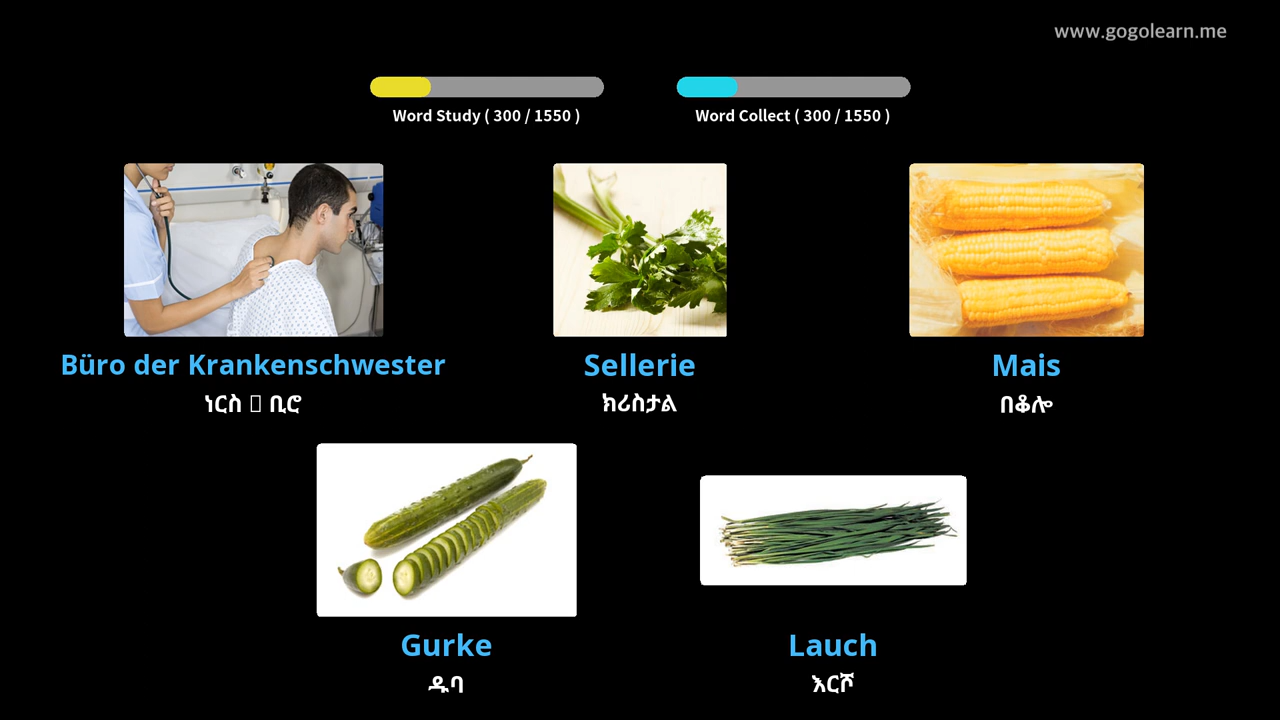 www.gogolearn.me
Word Study ( 300 / 1550 )
Word Collect ( 300 / 1550 )
Büro der Krankenschwester
ነርስ ቢሮ
Sellerie
ክሪስታል
Mais
በቆሎ
Gurke
ዱባ
Lauch
እርሾ